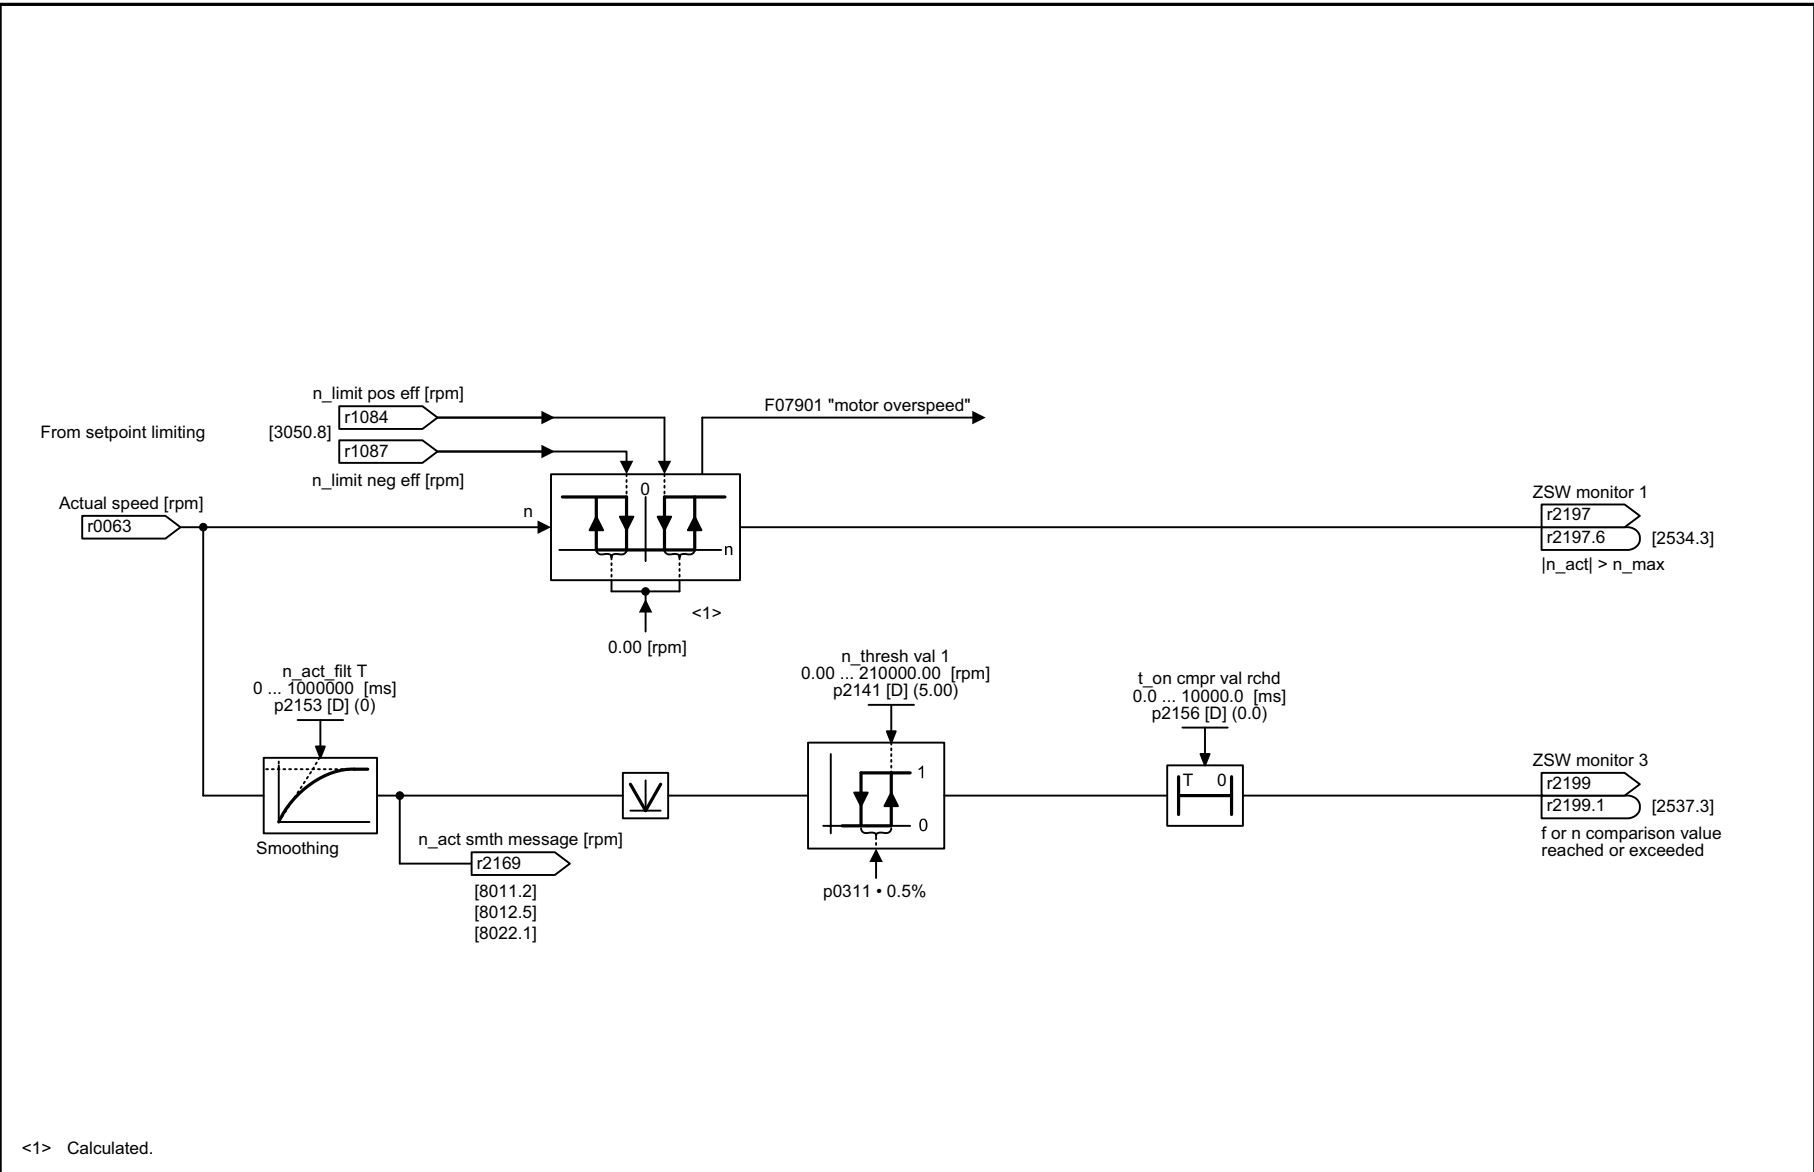 n_limit pos eff [rpm]
r1084
F07901 "motor overspeed"
From setpoint limiting
[3050.8]
r1087
n_limit neg eff [rpm]
Actual speed [rpm]
r0063
n
0
n
ZSW monitor 1
r2197
r2197.6
[2534.3]
|n_act| > n_max
<1>
0.00 [rpm]
n_act_filt T
0 ... 1000000 [ms]
p2153 [D] (0)
n_thresh val 1
0.00 ... 210000.00 [rpm]
p2141 [D] (5.00)
t_on cmpr val rchd
0.0 ... 10000.0 [ms]
p2156 [D] (0.0)
1
0
T 0
ZSW monitor 3
r2199
r2199.1
[2537.3]
f or n comparison value
reached or exceeded
Smoothing
n_act smth message [rpm]
r2169
[8011.2]
[8012.5]
[8022.1]
p0311 • 0.5%
<1> Calculated.